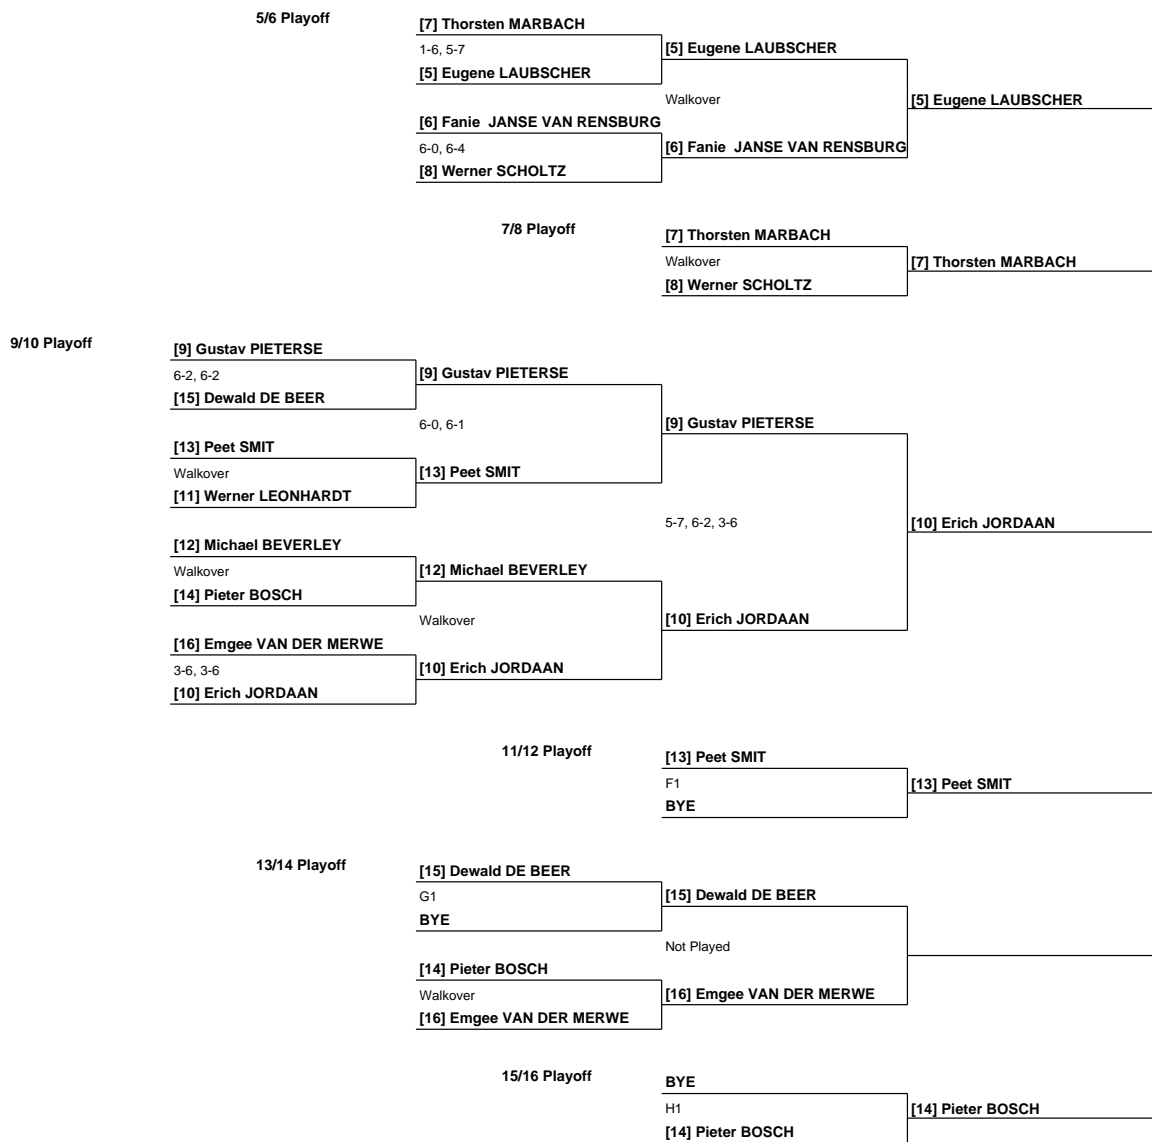 5/6 Playoff
[7] Thorsten MARBACH
1-6, 5-7
[5] Eugene LAUBSCHER
[5] Eugene LAUBSCHER
Walkover
[5] Eugene LAUBSCHER
[6] Fanie  JANSE VAN RENSBURG
6-0, 6-4
[6] Fanie  JANSE VAN RENSBURG
[8] Werner SCHOLTZ
7/8 Playoff
[7] Thorsten MARBACH
Walkover
[7] Thorsten MARBACH
[8] Werner SCHOLTZ
9/10 Playoff
[9] Gustav PIETERSE
6-2, 6-2
[9] Gustav PIETERSE
[15] Dewald DE BEER
6-0, 6-1
[9] Gustav PIETERSE
[13] Peet SMIT
Walkover
[13] Peet SMIT
[11] Werner LEONHARDT
5-7, 6-2, 3-6
[10] Erich JORDAAN
[12] Michael BEVERLEY
Walkover
[12] Michael BEVERLEY
[14] Pieter BOSCH
Walkover
[10] Erich JORDAAN
[16] Emgee VAN DER MERWE
3-6, 3-6
[10] Erich JORDAAN
[10] Erich JORDAAN
11/12 Playoff
[13] Peet SMIT
F1
[13] Peet SMIT
BYE
13/14 Playoff
[15] Dewald DE BEER
G1
[15] Dewald DE BEER
BYE
Not Played
[14] Pieter BOSCH
Walkover
[16] Emgee VAN DER MERWE
[16] Emgee VAN DER MERWE
15/16 Playoff
BYE
H1
[14] Pieter BOSCH
[14] Pieter BOSCH